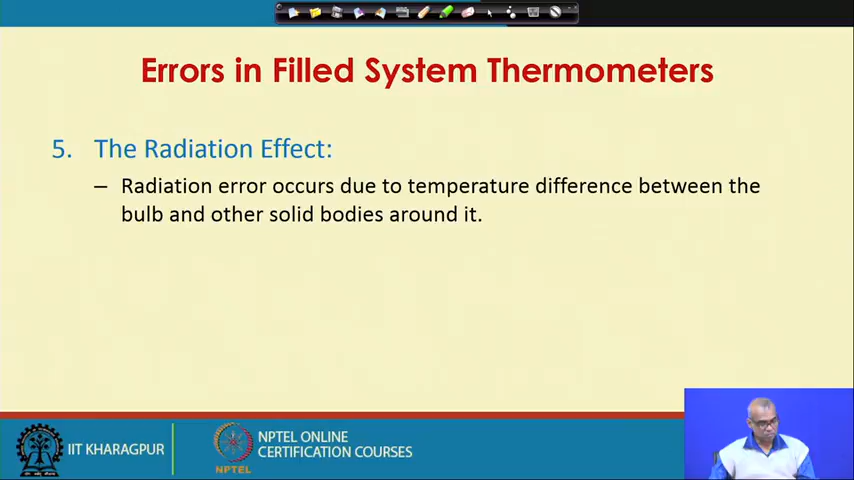 Errors in Filled System Thermometers
5. The Radiation Effect:
– Radiation error occurs due to temperature difference between the
bulb and other solid bodies around it.
IIT KHARAGPUR
NPTEL
NPTEL ONLINE
CERTIFICATION COURSES